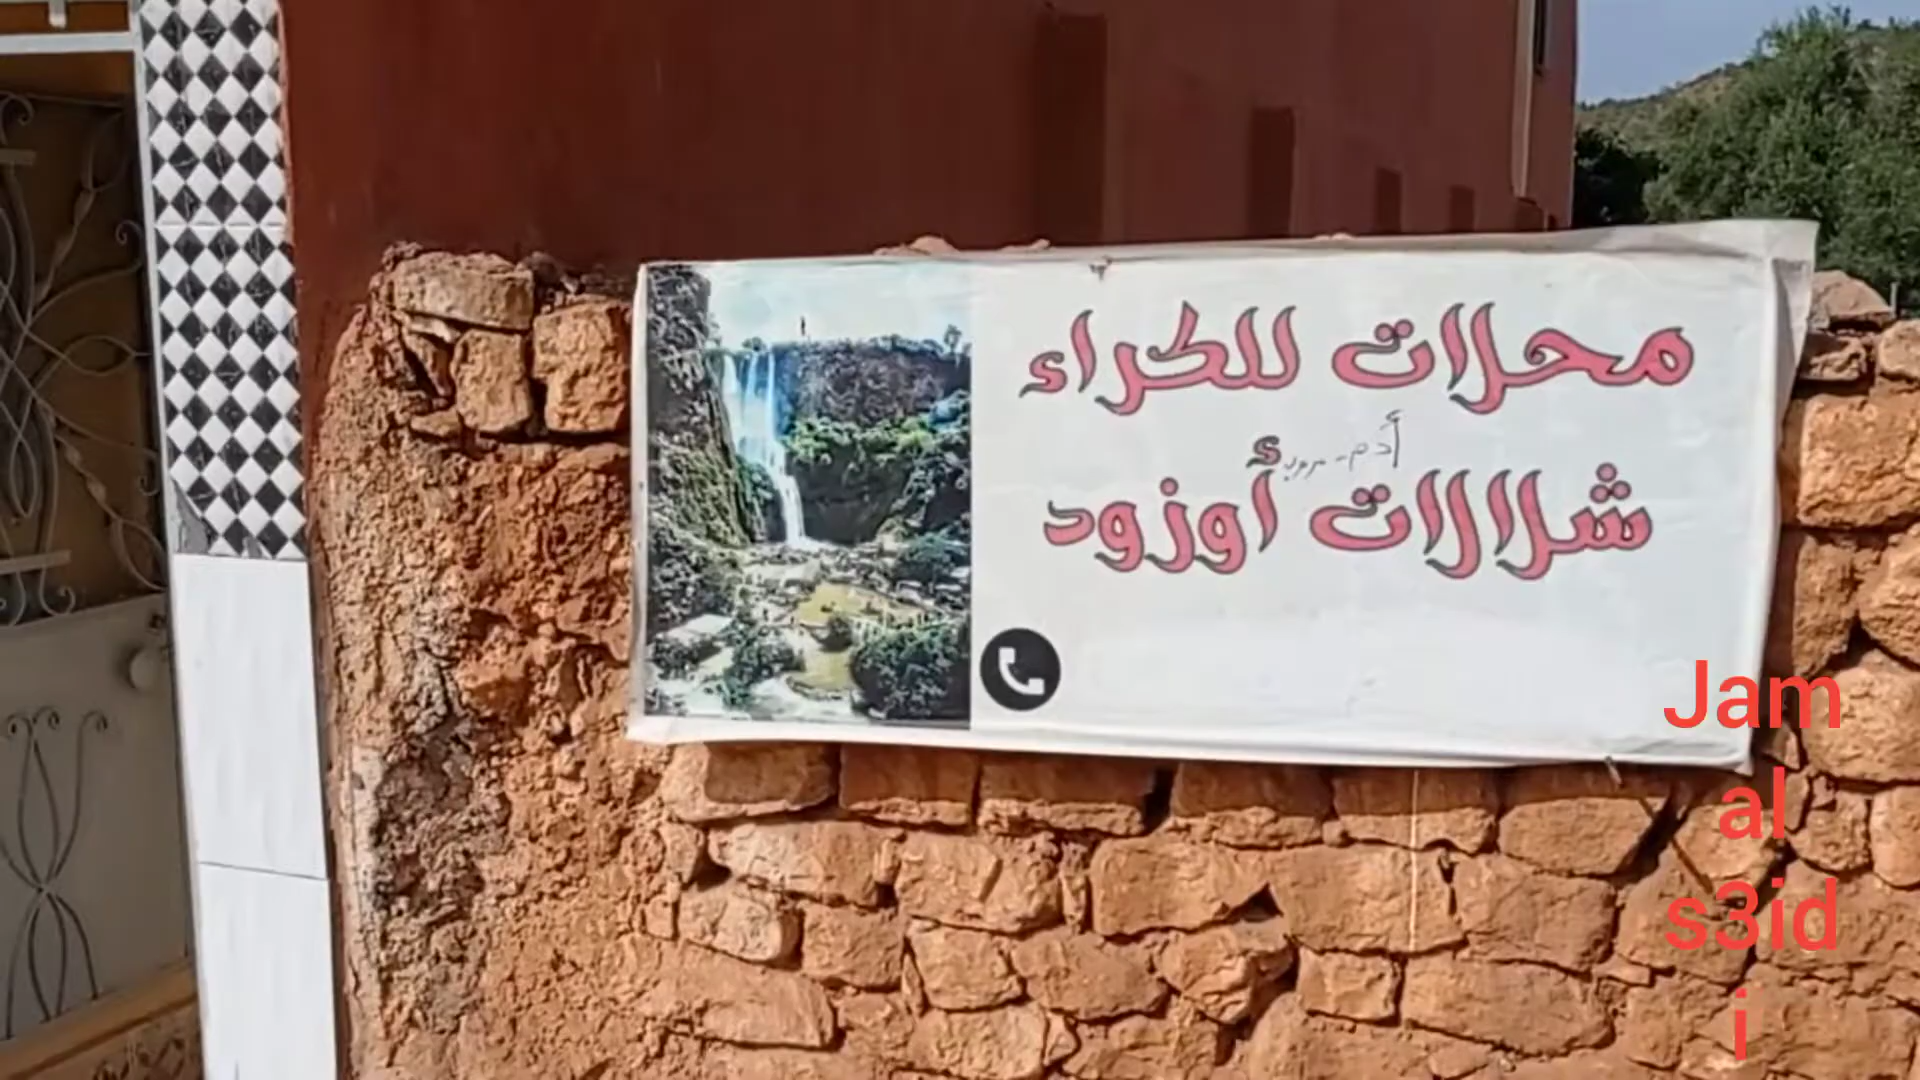 محلات للكراء
شلالات أوزود
Jam
al
s3id
i